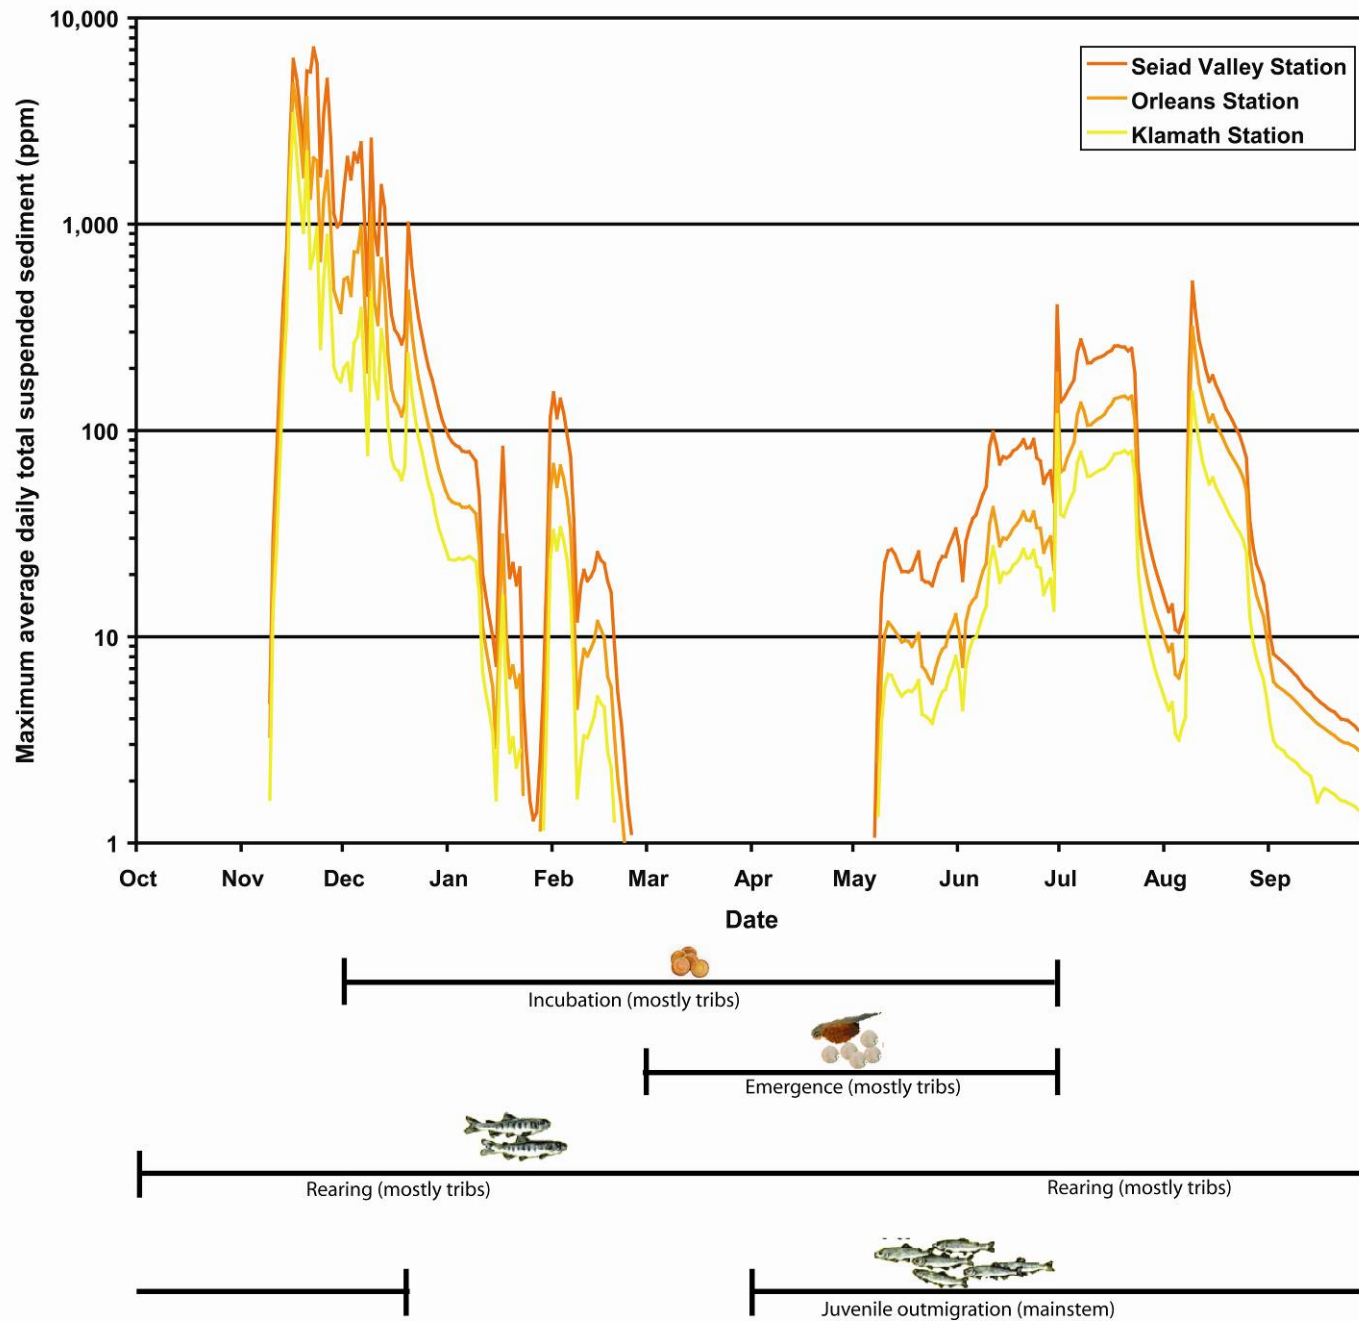 10,000
1,000
100
10
1
Maximum average daily total suspended sediment (ppm)
Seiad Valley Station
Orleans Station
Klamath Station
Oct Nov Dec Jan Feb Mar Apr May Jun Jul Aug Sep
Date
Incubation (mostly tribs)
Emergence (mostly tribs)
Rearing (mostly tribs) Rearing (mostly tribs)
Juvenile outmigration (mainstem)